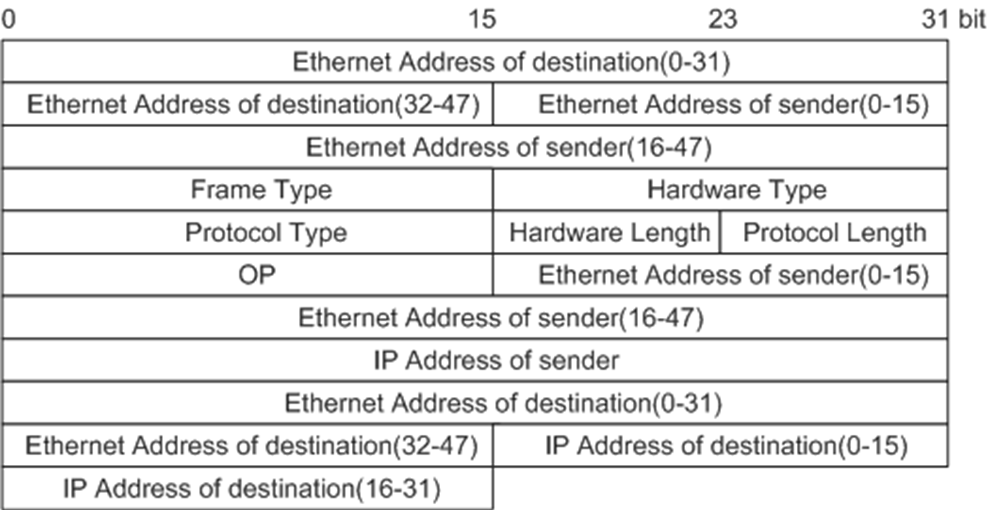 0 15 23 31 bit
Ethernet Address of destination(0-31)
Ethernet Address of destination(32-47) Ethernet Address of sender(0-15)
Ethernet Address of sender(16-47)
Frame Type Hardware Type
Protocol Type Hardware Length Protocol Length
OP Ethernet Address of sender(0-15)
Ethernet Address of sender(16-47)
IP Address of sender
Ethernet Address of destination(0-31)
Ethernet Address of destination(32-47) IP Address of destination(0-15)
IP Address of destination(16-31)